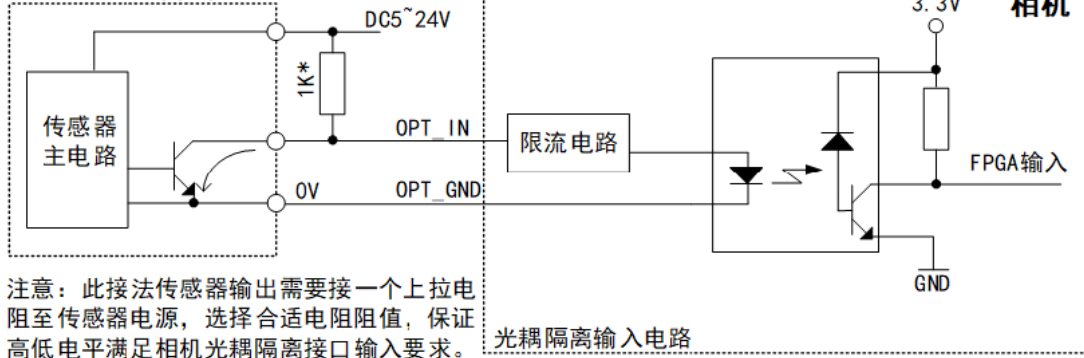 DC5~24V
3.3V
相机
1K*
传感器
主电路
OPT_IN
限流电路
FPGA输入
0V
OPT_GND
GND
注意：此接法传感器输出需要接一个上拉电
阻至传感器电源，选择合适电阻阻值，保证
高低电平满足相机光耦隔离接口输入要求。
光耦隔离输入电路